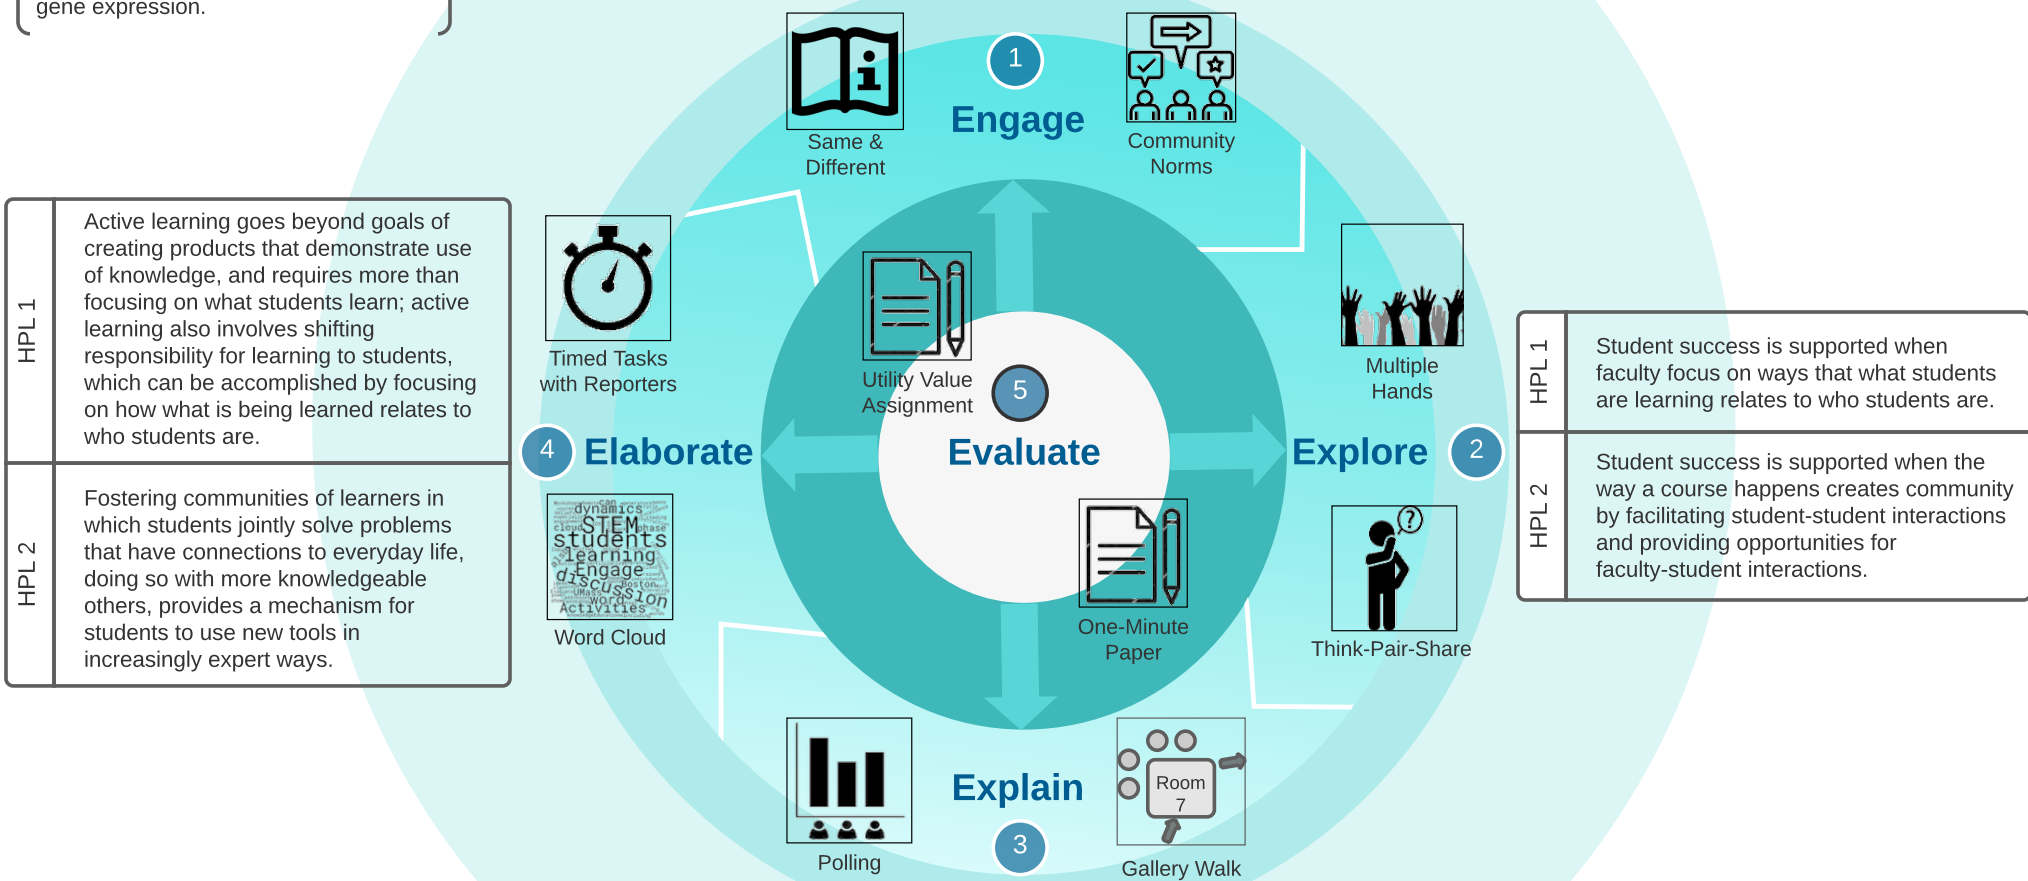 gene expression.
1
Engage
Same &
Different
Community
Norms
HPL 1
Active learning goes beyond goals of
creating products that demonstrate use
of knowledge, and requires more than
focusing on what students learn; active
learning also involves shifting
responsibility for learning to students,
which can be accomplished by focusing
on how what is being learned relates to
who students are.
HPL 2
Fostering communities of learners in
which students jointly solve problems
that have connections to everyday life,
doing so with more knowledgeable
others, provides a mechanism for
students to use new tools in
increasingly expert ways.
Timed Tasks
with Reporters
4
Elaborate
can
dynamics
STEM
cloud
phase
students
learning
Engage
discussion
Boston
UMass
word
Activities
Word Cloud
Utility Value
Assignment
5
Evaluate
One-Minute
Paper
Multiple
Hands
Explore
2
?
Think-Pair-Share
HPL 1
Student success is supported when
faculty focus on ways that what students
are learning relates to who students are.
HPL 2
Student success is supported when the
way a course happens creates community
by facilitating student-student interactions
and providing opportunities for
faculty-student interactions.
Polling
Explain
3
Room
7
Gallery Walk